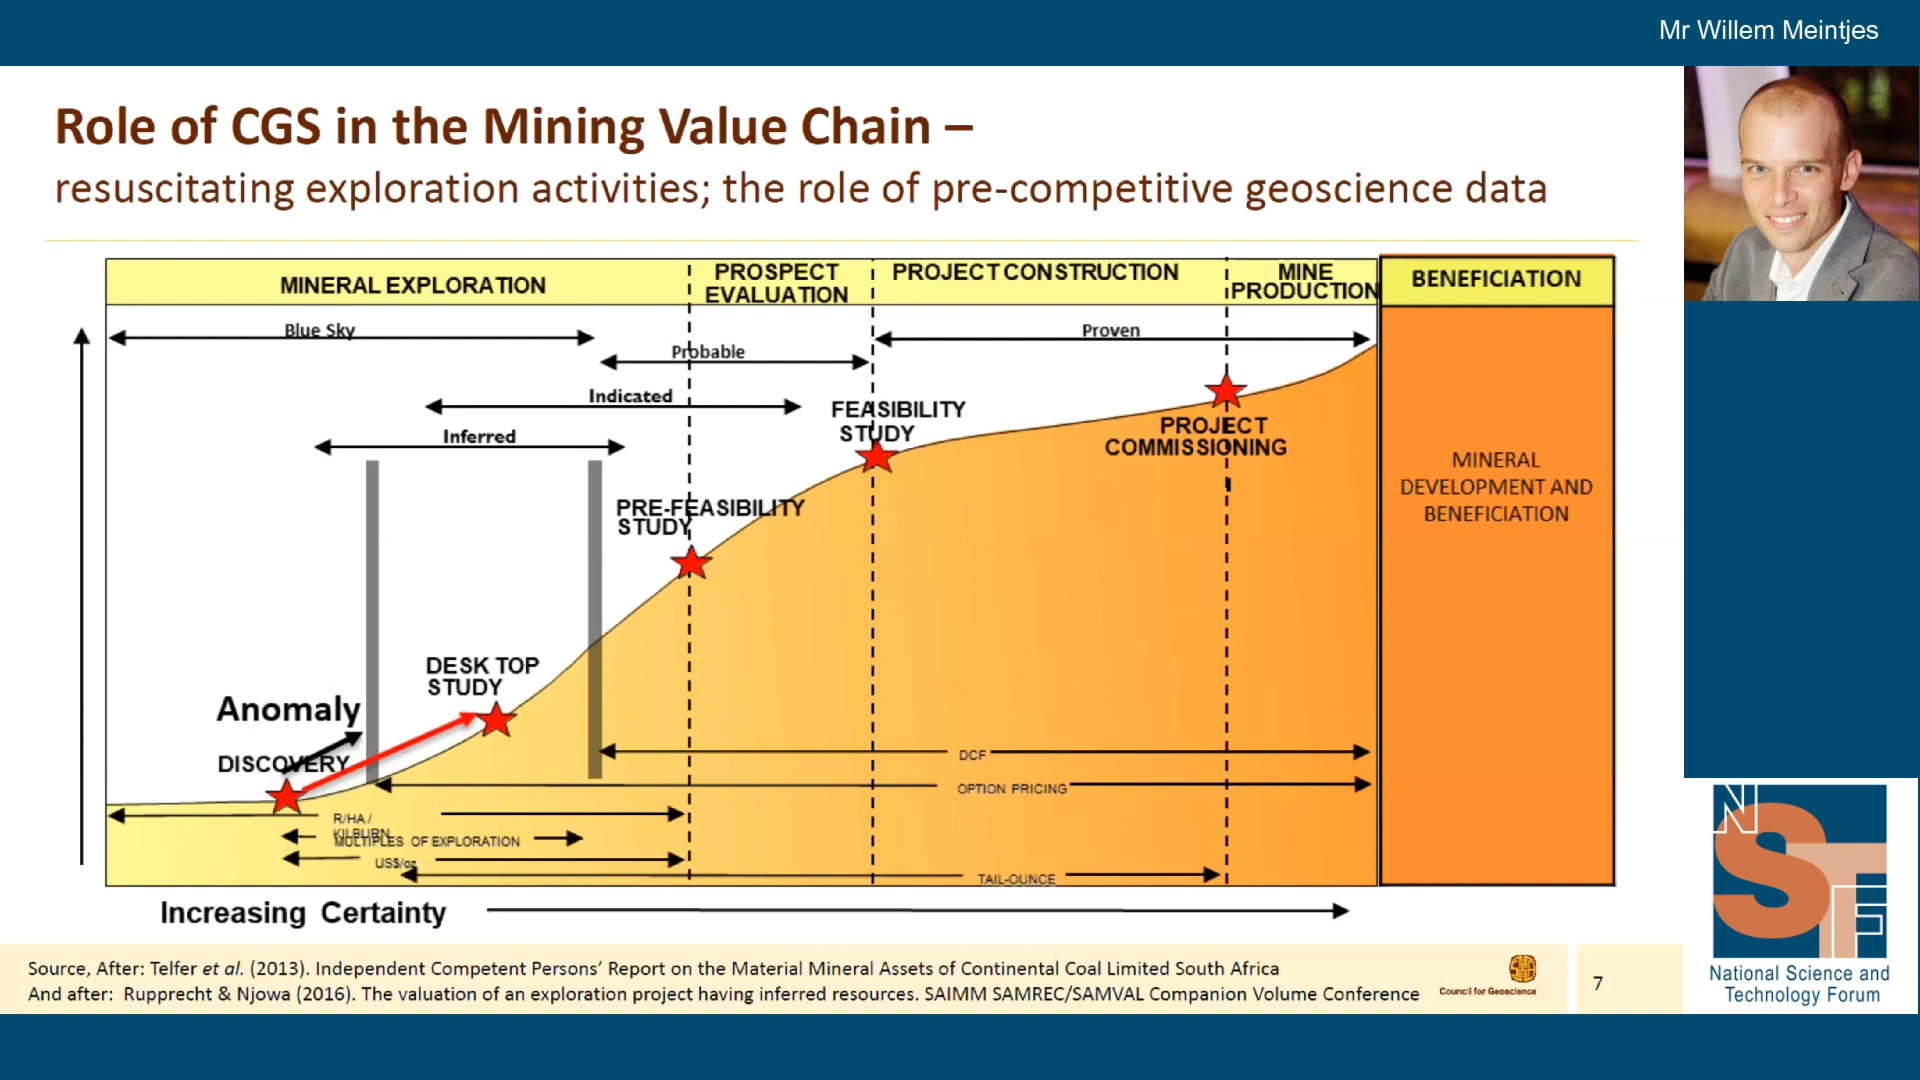 Mr Willem Meintjes
Role of CGS in the Mining Value Chain –
resuscitating exploration activities; the role of pre-competitive geoscience data
MINERAL EXPLORATION
PROSPECT
EVALUATION
PROJECT CONSTRUCTION
MINE
PRODUCTION
BENEFICIATION
Blue Sky
Proven
Probable
Indicated
Inferred
FEASIBILITY
STUDY
PROJECT
COMMISSIONING
MINERAL
DEVELOPMENT AND
BENEFICIATION
PRE-FEASIBILITY
STUDY
DESK TOP
STUDY
Anomaly
DISCOVERY
DCF
OPTION PRICING
R/HA /
KILBURN
MULTIPLES OF EXPLORATION
US$/oz
TAIL-OUNCE
Increasing Certainty
Source, After: Telfer et al. (2013). Independent Competent Persons’ Report on the Material Mineral Assets of Continental Coal Limited South Africa
And after: Rupprecht & Njowa (2016). The valuation of an exploration project having inferred resources. SAIMM SAMREC/SAMVAL Companion Volume Conference
Council for Geoscience
7
NSTF
National Science and
Technology Forum